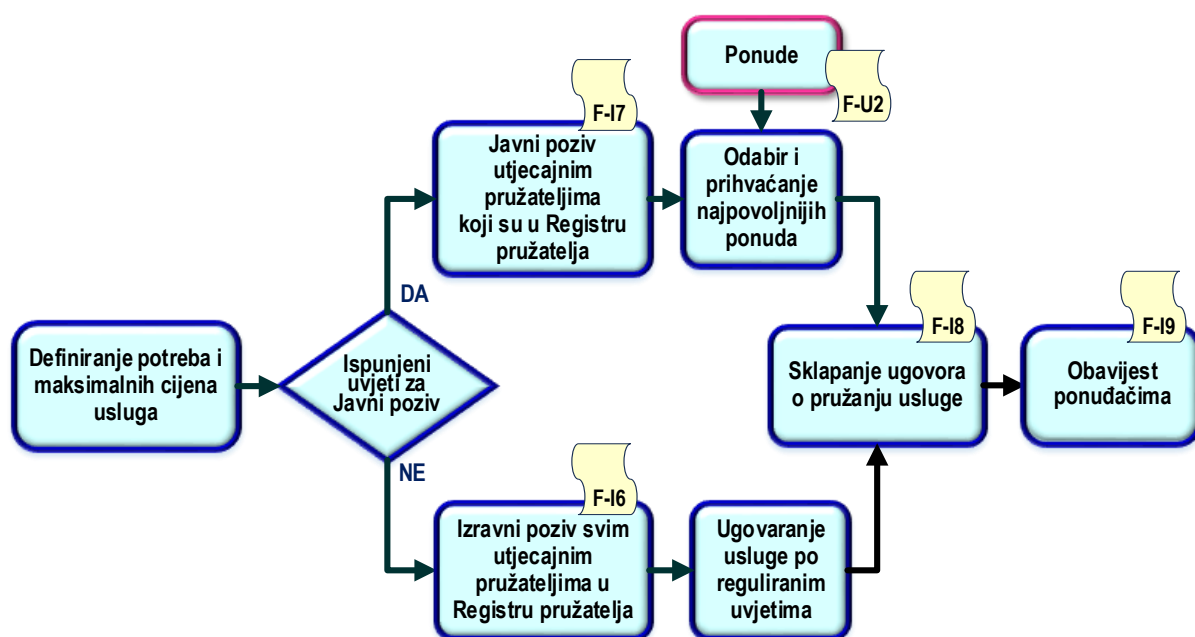 Ponude
F-U2
F-I7
Javni poziv
utjecajnim
pružateljima
koji su u Registru
pružatelja
Odabir i
prihvaćanje
najpovoljnijih
ponuda
DA
Definiranje potreba i
maksimalnih cijena
usluga
Ispunjeni
uvjeti za
Javni poziv
F-I8
Sklapanje ugovora
o pružanju usluge
F-I9
Obavijest
ponuđačima
NE
F-I6
Izravni poziv svim
utjecajnim
pružateljima u
Registru pružatelja
Ugovaranje
usluge po
reguliranim
uvjetima